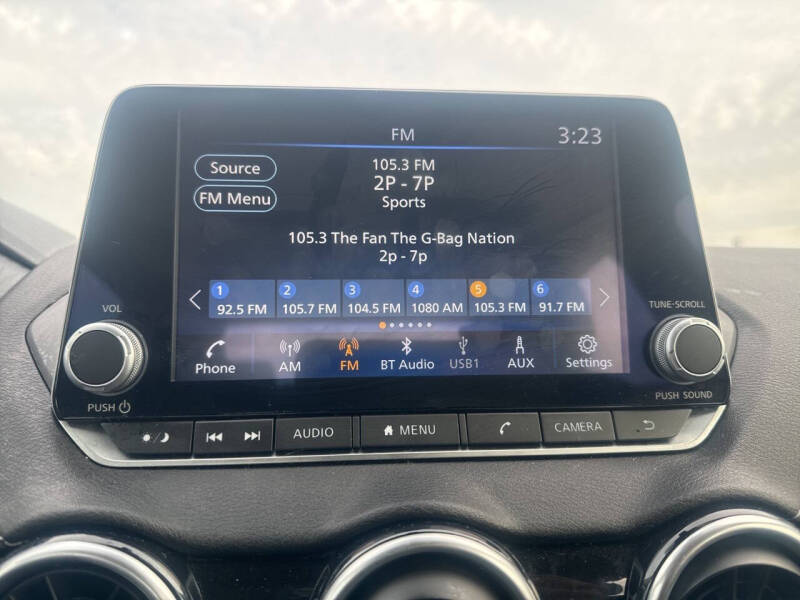 FM 3:23
Source
FM Menu
105.3 FM
2P - 7P
Sports
105.3 The Fan The G-Bag Nation
2p - 7p
1 2 3 4 5 6
92.5 FM 105.7 FM 104.5 FM 1080 AM 105.3 FM 91.7 FM
Phone AM FM BT Audio USB1 AUX Settings
VOL
PUSH
TUNE·SCROLL
PUSH SOUND
AUDIO MENU CAMERA